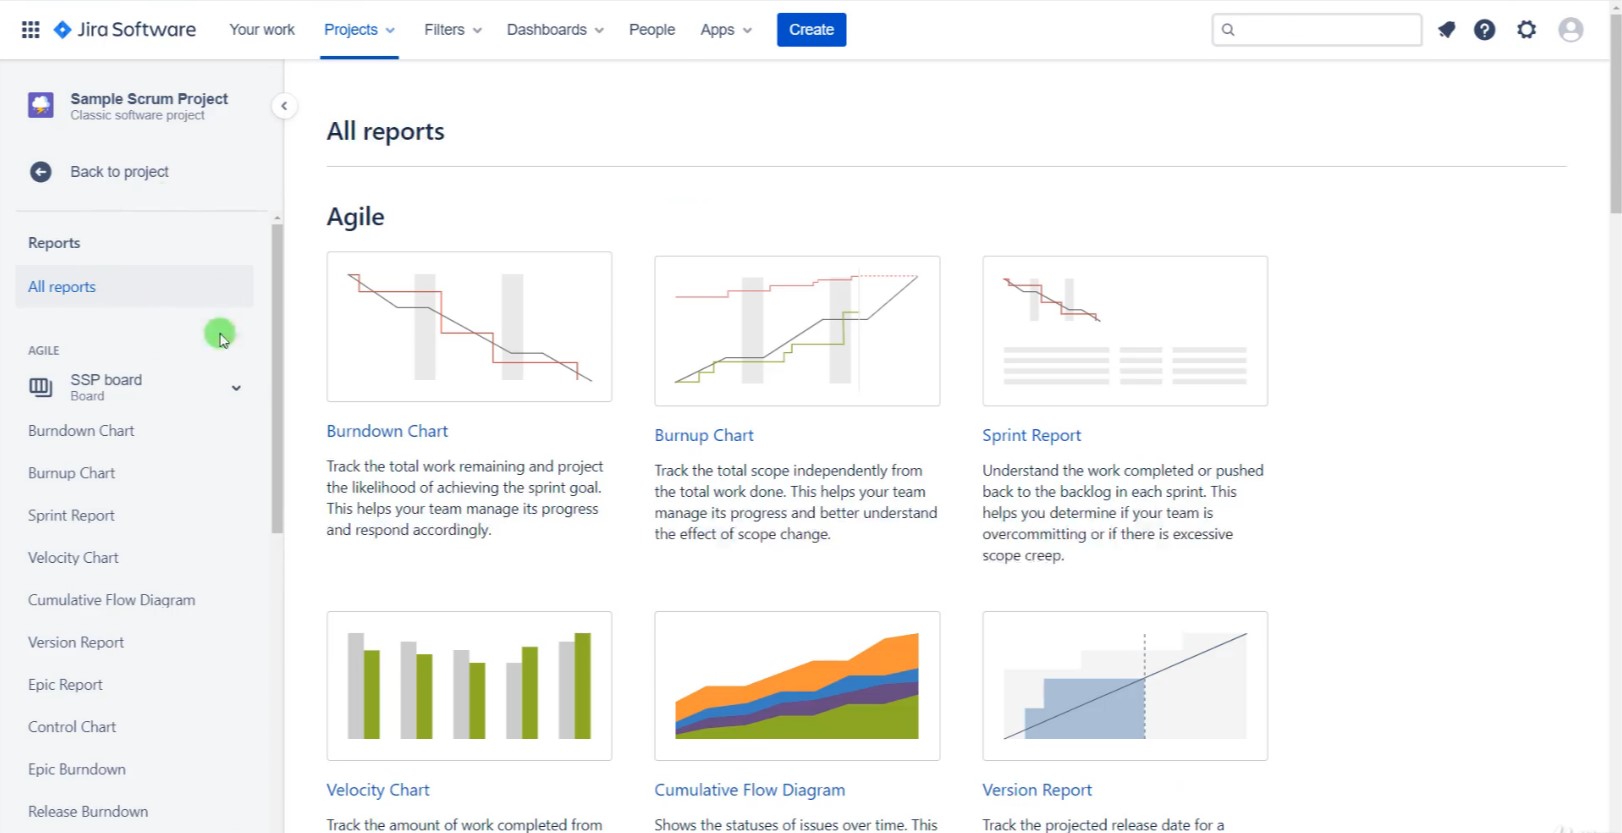 Jira Software
Your work
Projects
Filters
Dashboards
People
Apps
Create
Sample Scrum Project
Classic software project
Back to project
Reports
All reports
AGILE
SSP board
Board
Burndown Chart
Burnup Chart
Sprint Report
Velocity Chart
Cumulative Flow Diagram
Version Report
Epic Report
Control Chart
Epic Burndown
Release Burndown
All reports
Agile
Burndown Chart
Track the total work remaining and project
the likelihood of achieving the sprint goal.
This helps your team manage its progress
and respond accordingly.
Burnup Chart
Track the total scope independently from
the total work done. This helps your team
manage its progress and better understand
the effect of scope change.
Sprint Report
Understand the work completed or pushed
back to the backlog in each sprint. This
helps you determine if your team is
overcommitting or if there is excessive
scope creep.
Velocity Chart
Track the amount of work completed from
Cumulative Flow Diagram
Shows the statuses of issues over time. This
Version Report
Track the projected release date for a